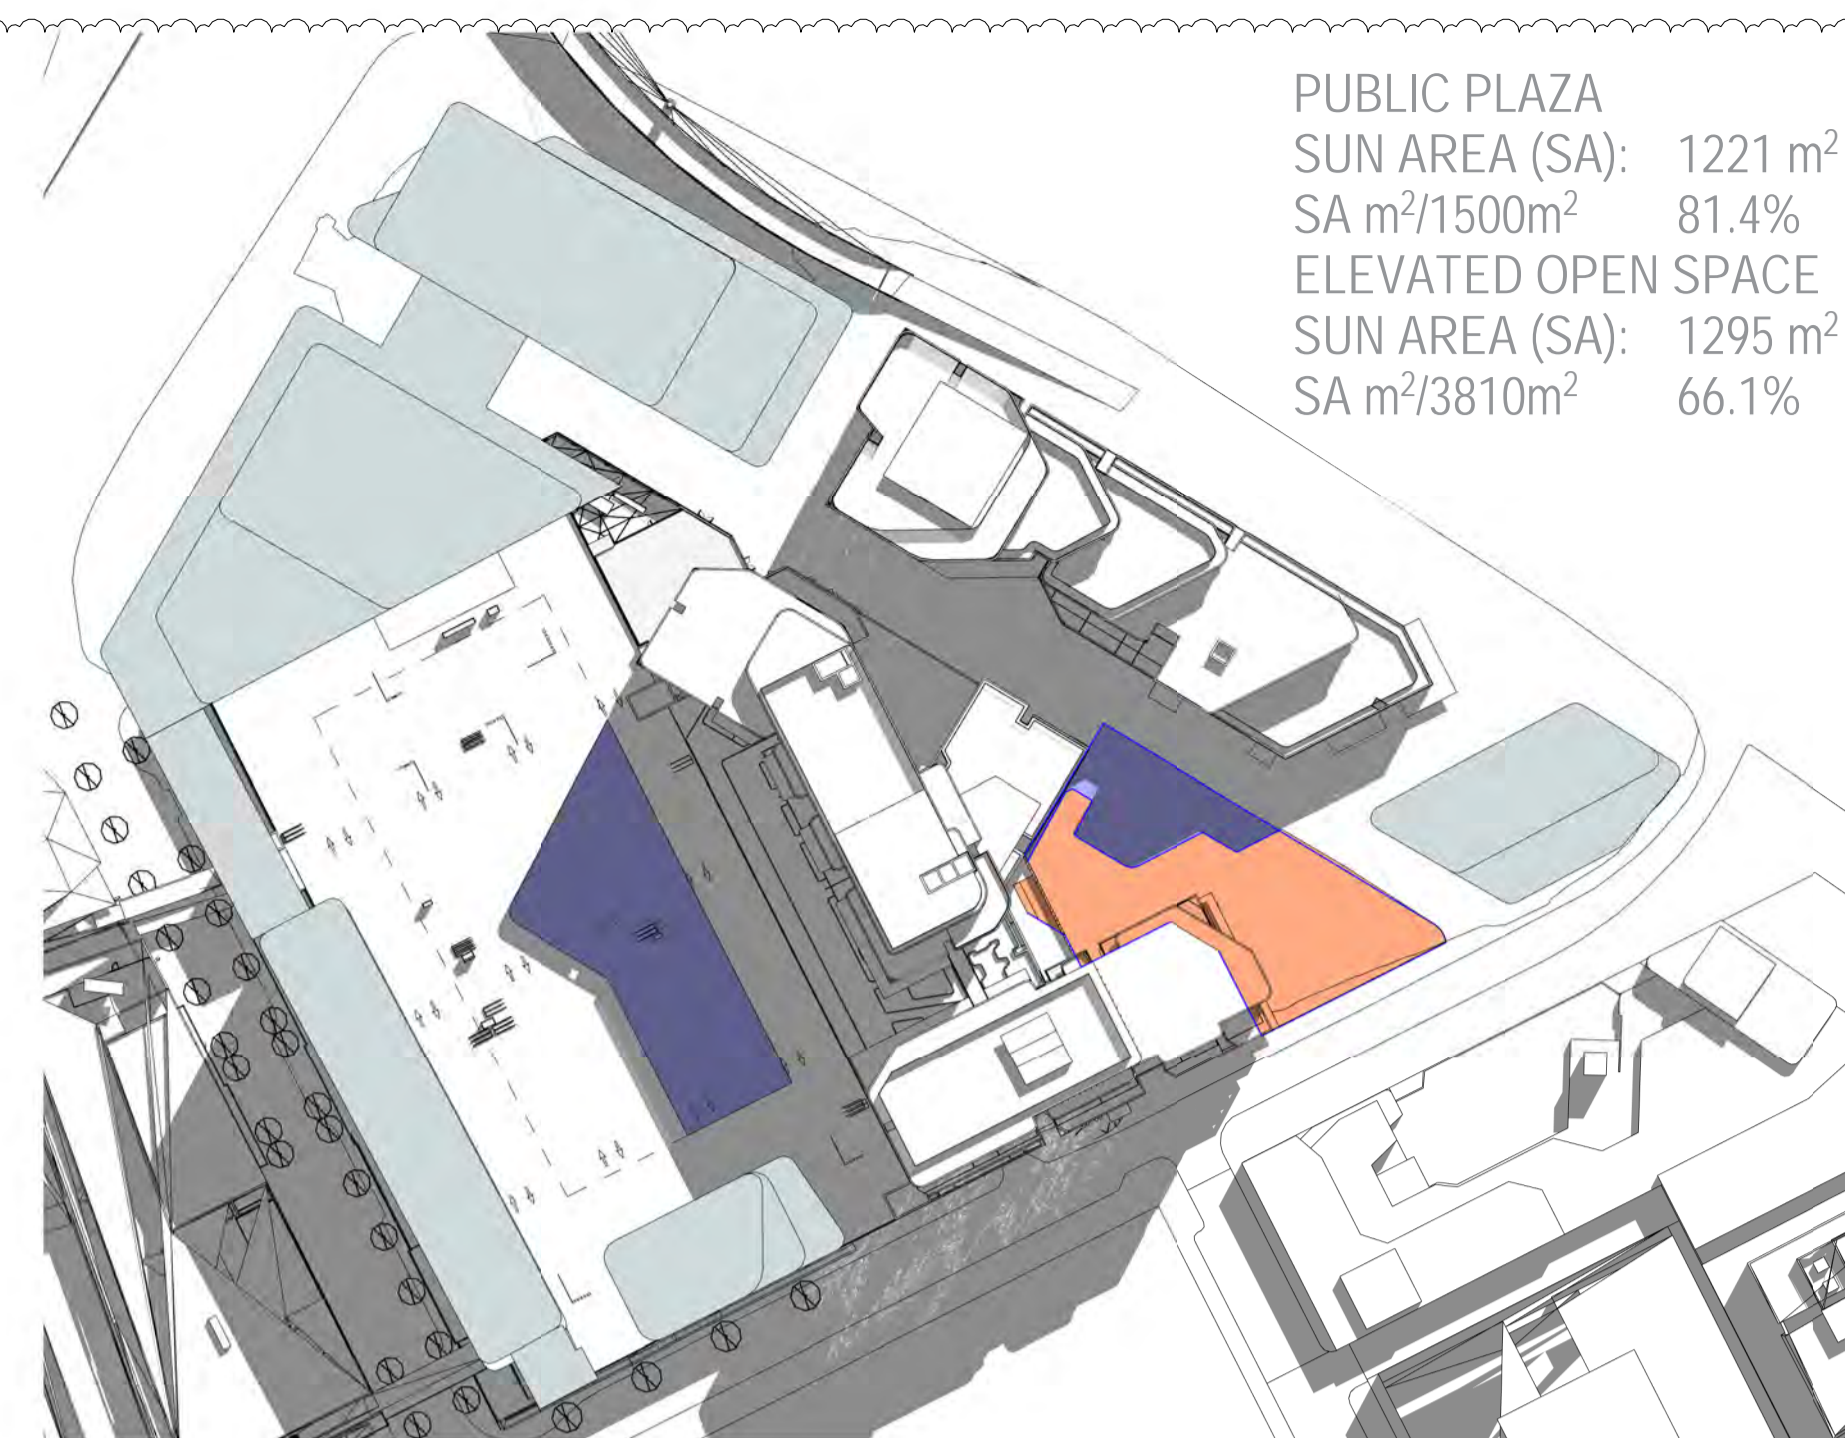 PUBLIC PLAZA
SUN AREA (SA): 1221 m²
SA m²/1500m² 81.4%
ELEVATED OPEN SPACE
SUN AREA (SA): 1295 m²
SA m²/3810m² 66.1%